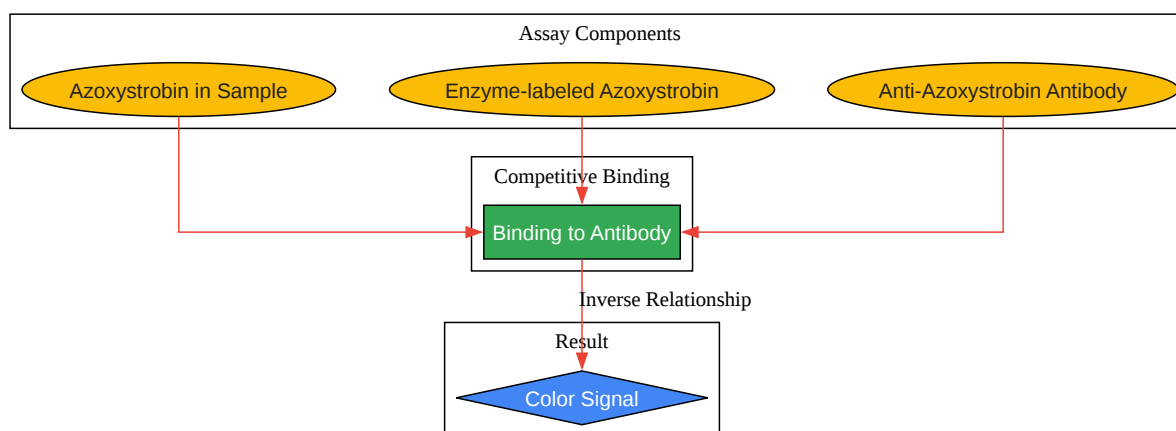 Assay Components
Azoxystrobin in Sample
Enzyme-labeled Azoxystrobin
Anti-Azoxystrobin Antibody
Competitive Binding
Binding to Antibody
Inverse Relationship
Result
Color Signal